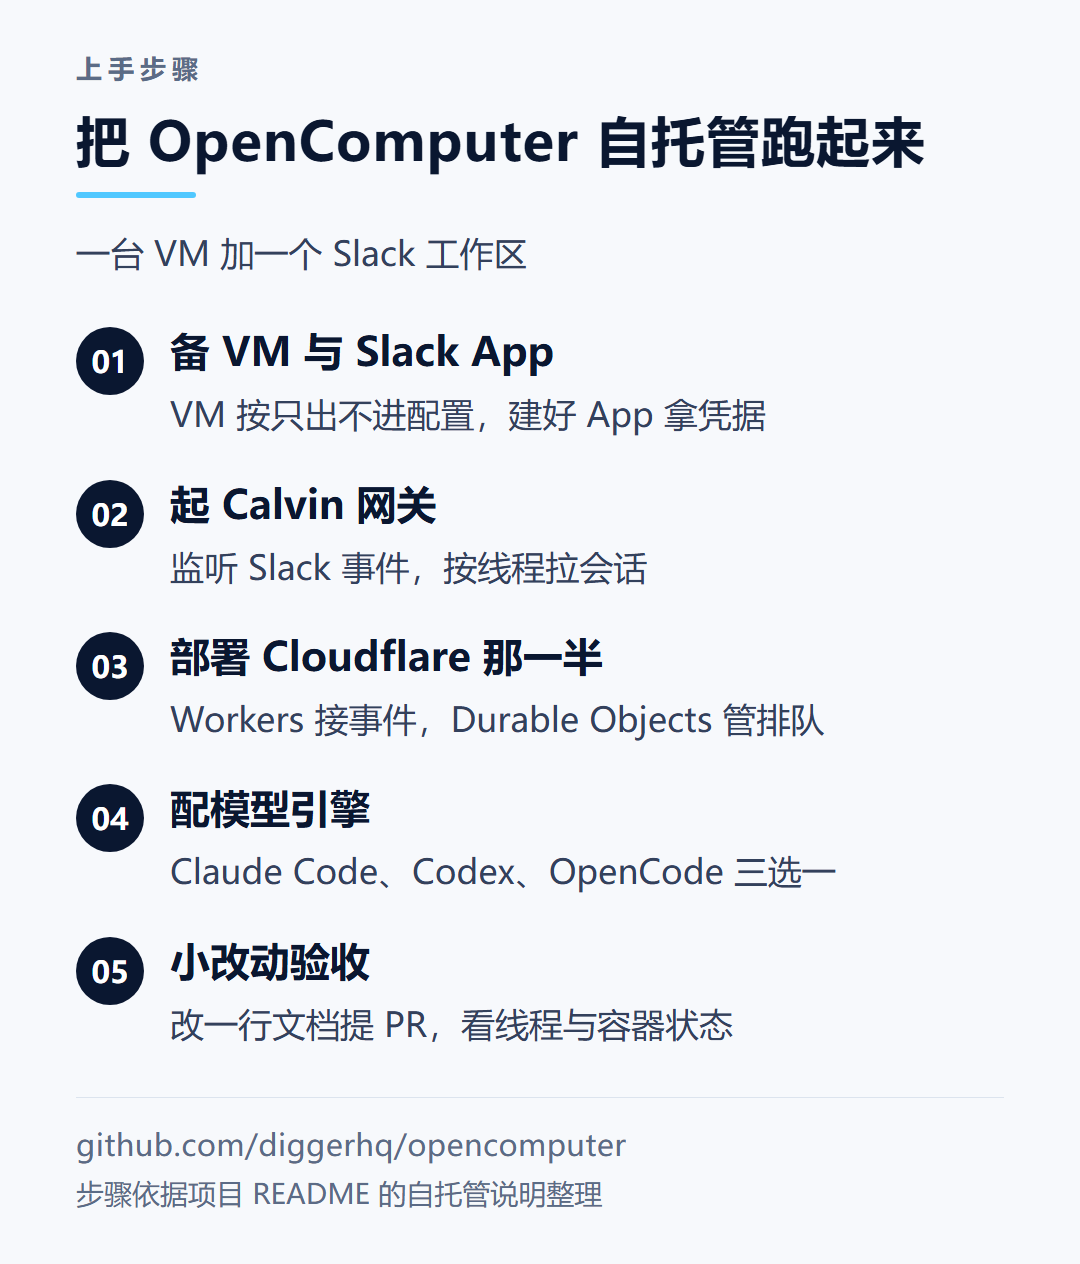 上手步骤
把 OpenComputer 自托管跑起来
一台 VM 加一个 Slack 工作区
01
备 VM 与 Slack App
VM 按只出不进配置，建好 App 拿凭据
02
起 Calvin 网关
监听 Slack 事件，按线程拉会话
03
部署 Cloudflare 那一半
Workers 接事件，Durable Objects 管排队
04
配模型引擎
Claude Code、Codex、OpenCode 三选一
05
小改动验收
改一行文档提 PR，看线程与容器状态
github.com/diggerhq/opencomputer
步骤依据项目 README 的自托管说明整理